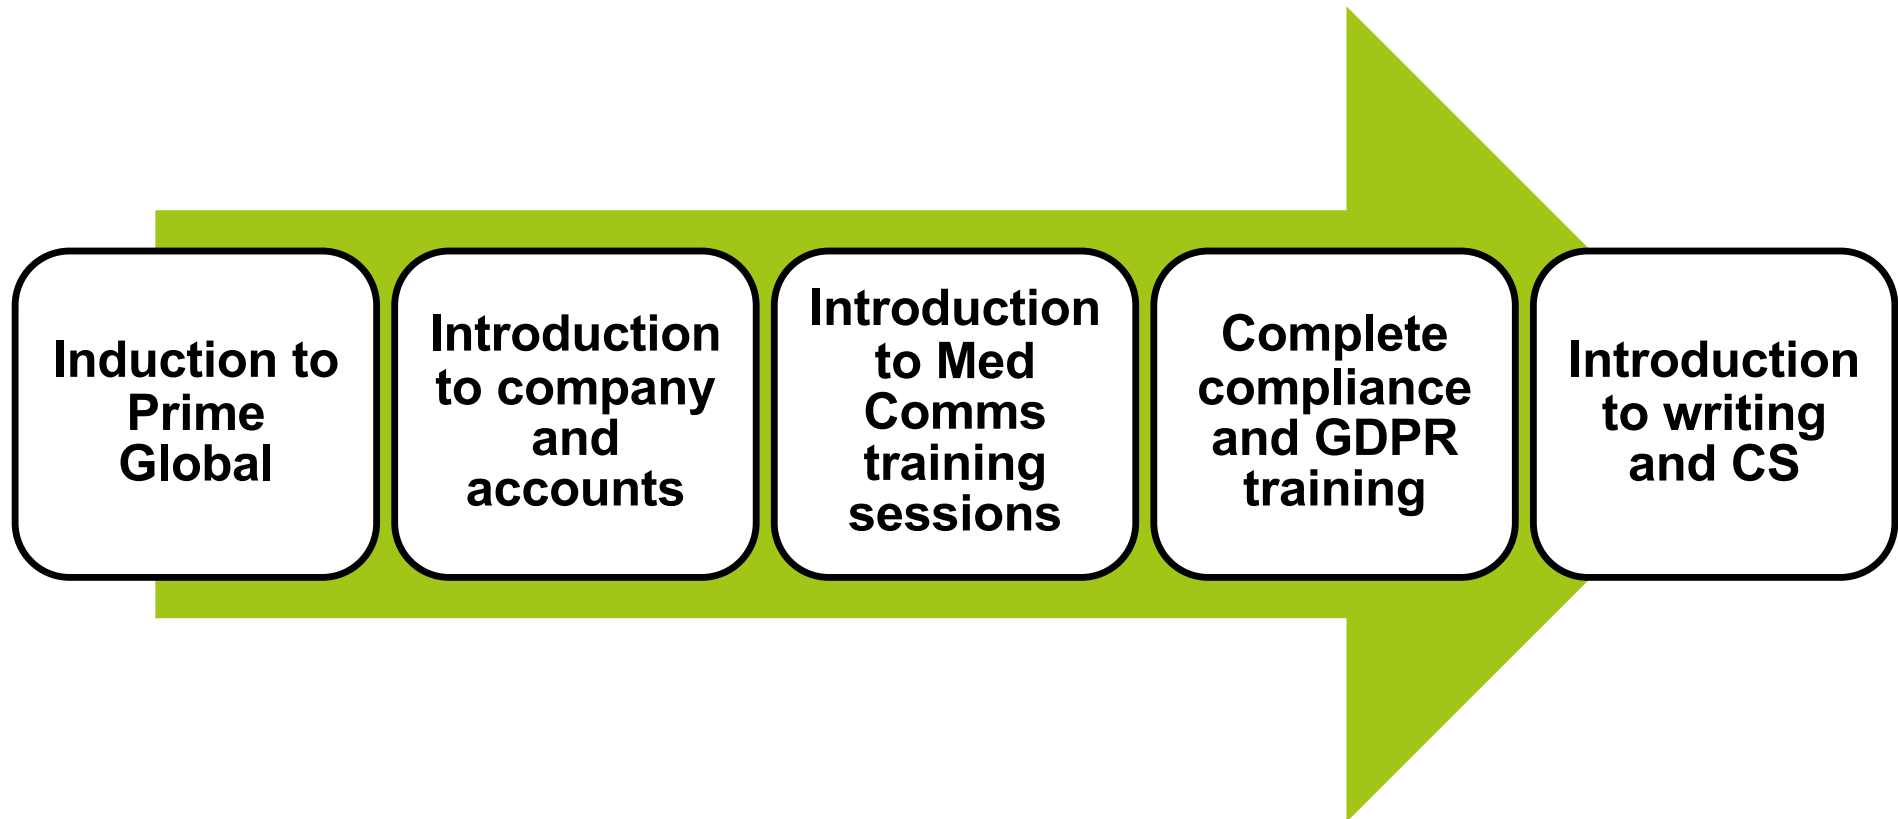 Induction to
Prime
Global
Introduction
to company
and
accounts
Introduction
to Med
Comms
training
sessions
Complete
compliance
and GDPR
training
Introduction
to writing
and CS